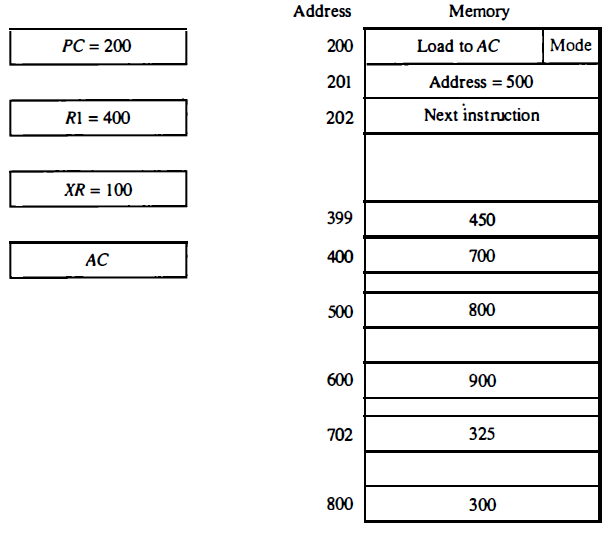 Address Memory
PC = 200 200 Load to AC Mode
201 Address = 500
R1 = 400 202 Next instruction
XR = 100
399 450
AC 400 700
500 800
600 900
702 325
800 300